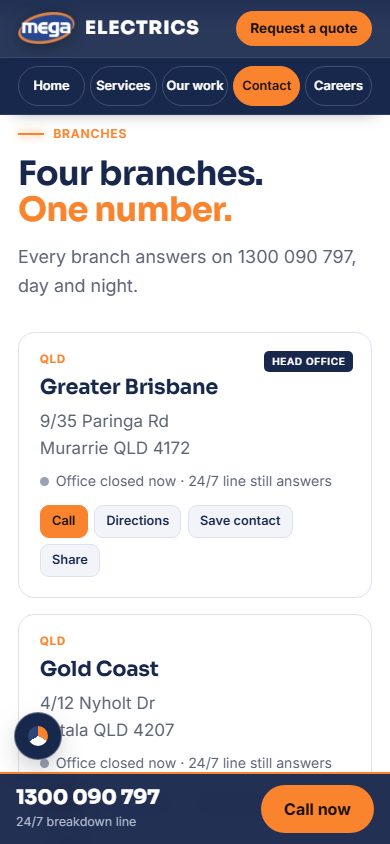 mega ELECTRICS
Request a quote
Home
Services
Our work
Contact
Careers
BRANCHES
Four branches.
One number.
Every branch answers on 1300 090 797,
day and night.
QLD
HEAD OFFICE
Greater Brisbane
9/35 Paringa Rd
Murarrie QLD 4172
Office closed now · 24/7 line still answers
Call
Directions
Save contact
Share
QLD
Gold Coast
4/12 Nyholt Dr
QLD 4207
Office closed now · 24/7 line still answers
1300 090 797
24/7 breakdown line
Call now